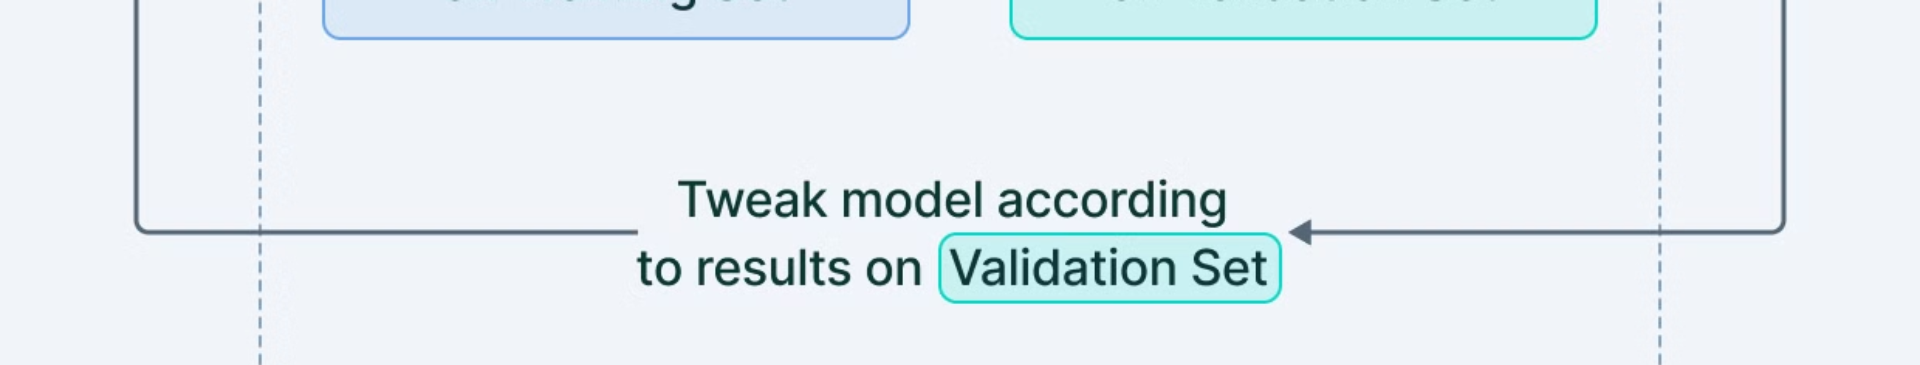 Tweak model according
to results on Validation Set